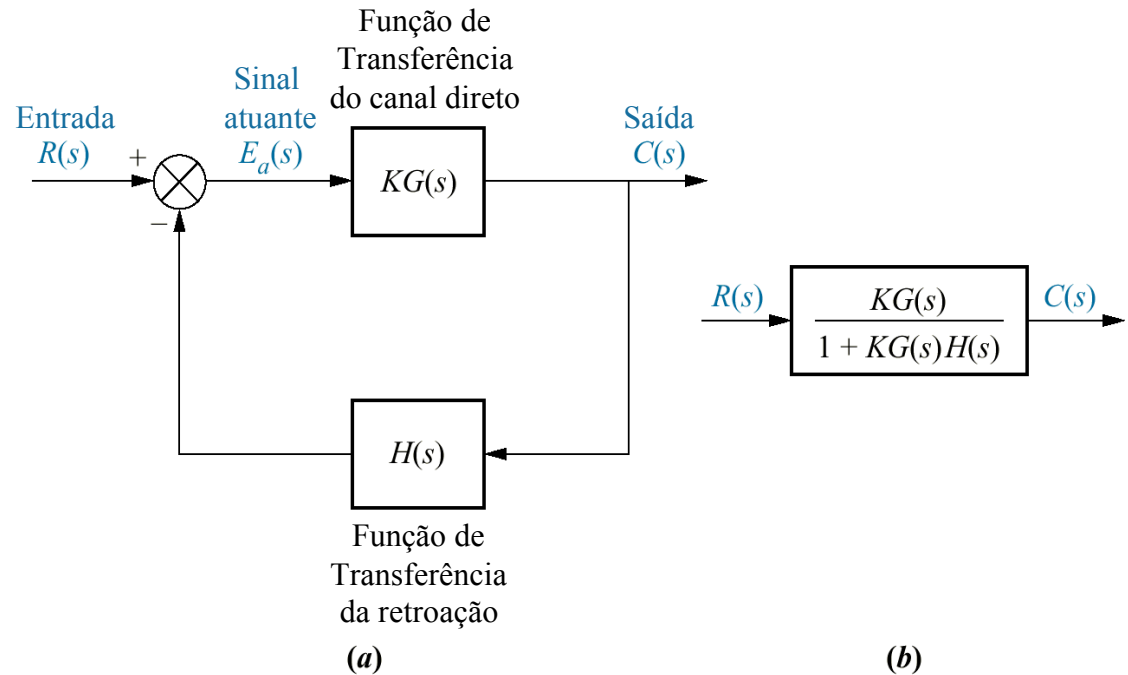 Função de
Transferência
do canal direto
Sinal
atuante
Eₐ(s)
Entrada
R(s)
+
−
KG(s)
Saída
C(s)
H(s)
Função de
Transferência
da retroação
(a)
R(s)
KG(s)
1 + KG(s)H(s)
C(s)
(b)